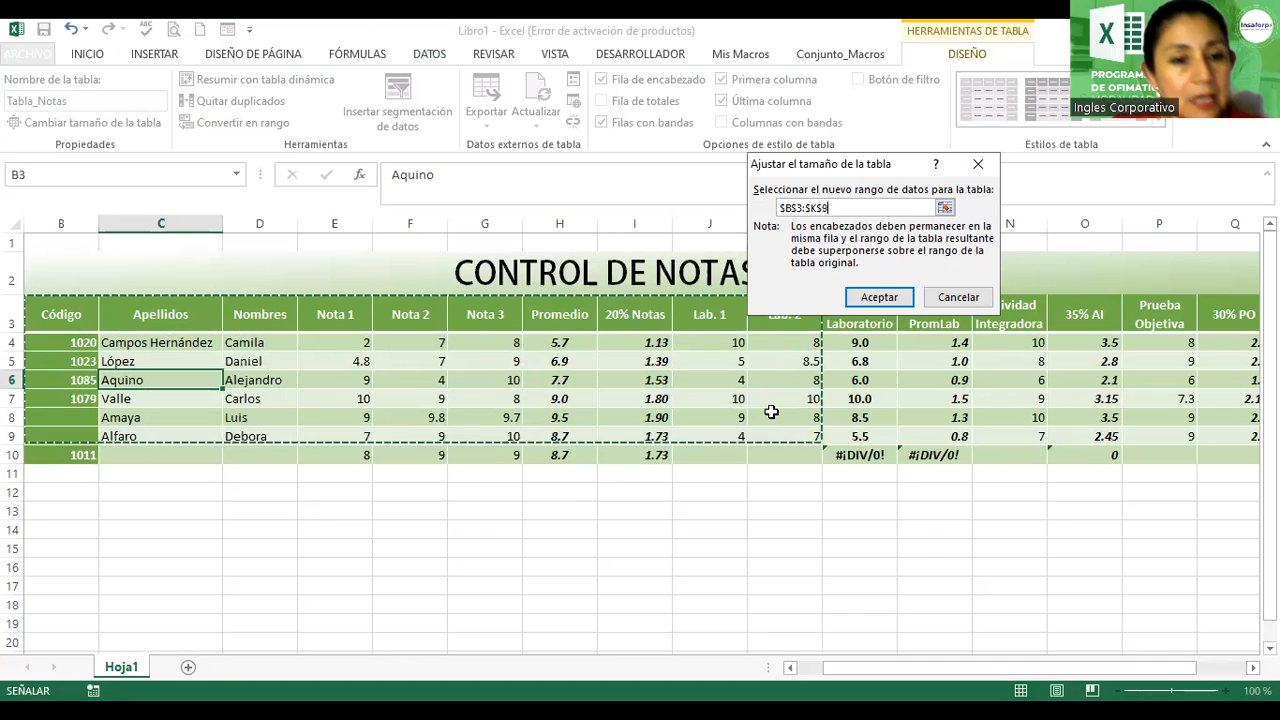 Libro1 - Excel (Error de activación de productos)
HERRAMIENTAS DE TABLA
ARCHIVO INICIO INSERTAR DISEÑO DE PÁGINA FÓRMULAS DATOS REVISAR VISTA DESARROLLADOR Mis Macros Conjunto_Macros DISEÑO
PROGRAM
DE OFIMATIC
Ingles Corporativo
Insaforp
Nombre de la tabla:
Tabla_Notas
Cambiar tamaño de la tabla
Propiedades
Resumir con tabla dinámica
Quitar duplicados
Convertir en rango
Insertar segmentación de datos
Herramientas
Exportar Actualizar
Datos externos de tabla
Fila de encabezado Primera columna Botón de filtro
Fila de totales Última columna
Filas con bandas Columnas con bandas
Opciones de estilo de tabla
Estilos de tabla
B3 fx Aquino
Ajustar el tamaño de la tabla ?
Seleccionar el nuevo rango de datos para la tabla:
$B$3:$K$9
Nota: Los encabezados deben permanecer en la
misma fila y el rango de la tabla resultante
debe superponerse sobre el rango de la
tabla original.
Aceptar Cancelar
B C D E F G H I J N O P Q
1
2 CONTROL DE NOTAS
3 Código Apellidos Nombres Nota 1 Nota 2 Nota 3 Promedio 20% Notas Lab. 1 Lab. 2 Laboratorio PromLab Integradora 35% AI Prueba Objetiva 30% PO
4 1020 Campos Hernández Camila 2 7 8 5.7 1.13 10 8 9.0 1.4 10 3.5 8 2.
5 1023 López Daniel 4.8 7 8 6.9 1.39 5 8.5 6.8 1.0 8 2.8 9 2.
6 1085 Aquino Alejandro 9 4 10 7.7 1.53 4 8 6.0 0.9 6 2.1 6 1.
7 1079 Valle Carlos 10 9 8 9.0 1.80 10 10 10.0 1.5 9 3.15 7.3 2.1
8 Amaya Luis 9 9.8 9.7 9.5 1.90 9 8 8.5 1.3 10 3.5 9 2.
9 Alfaro Debora 7 9 10 8.7 1.73 4 7 5.5 0.8 7 2.45 9 2.
10 1011 8 9 9 8.7 1.73 #¡DIV/0! #¡DIV/0! 0
11
12
13
14
15
16
17
18
19
20
Hoja1
SEÑALAR
100 %